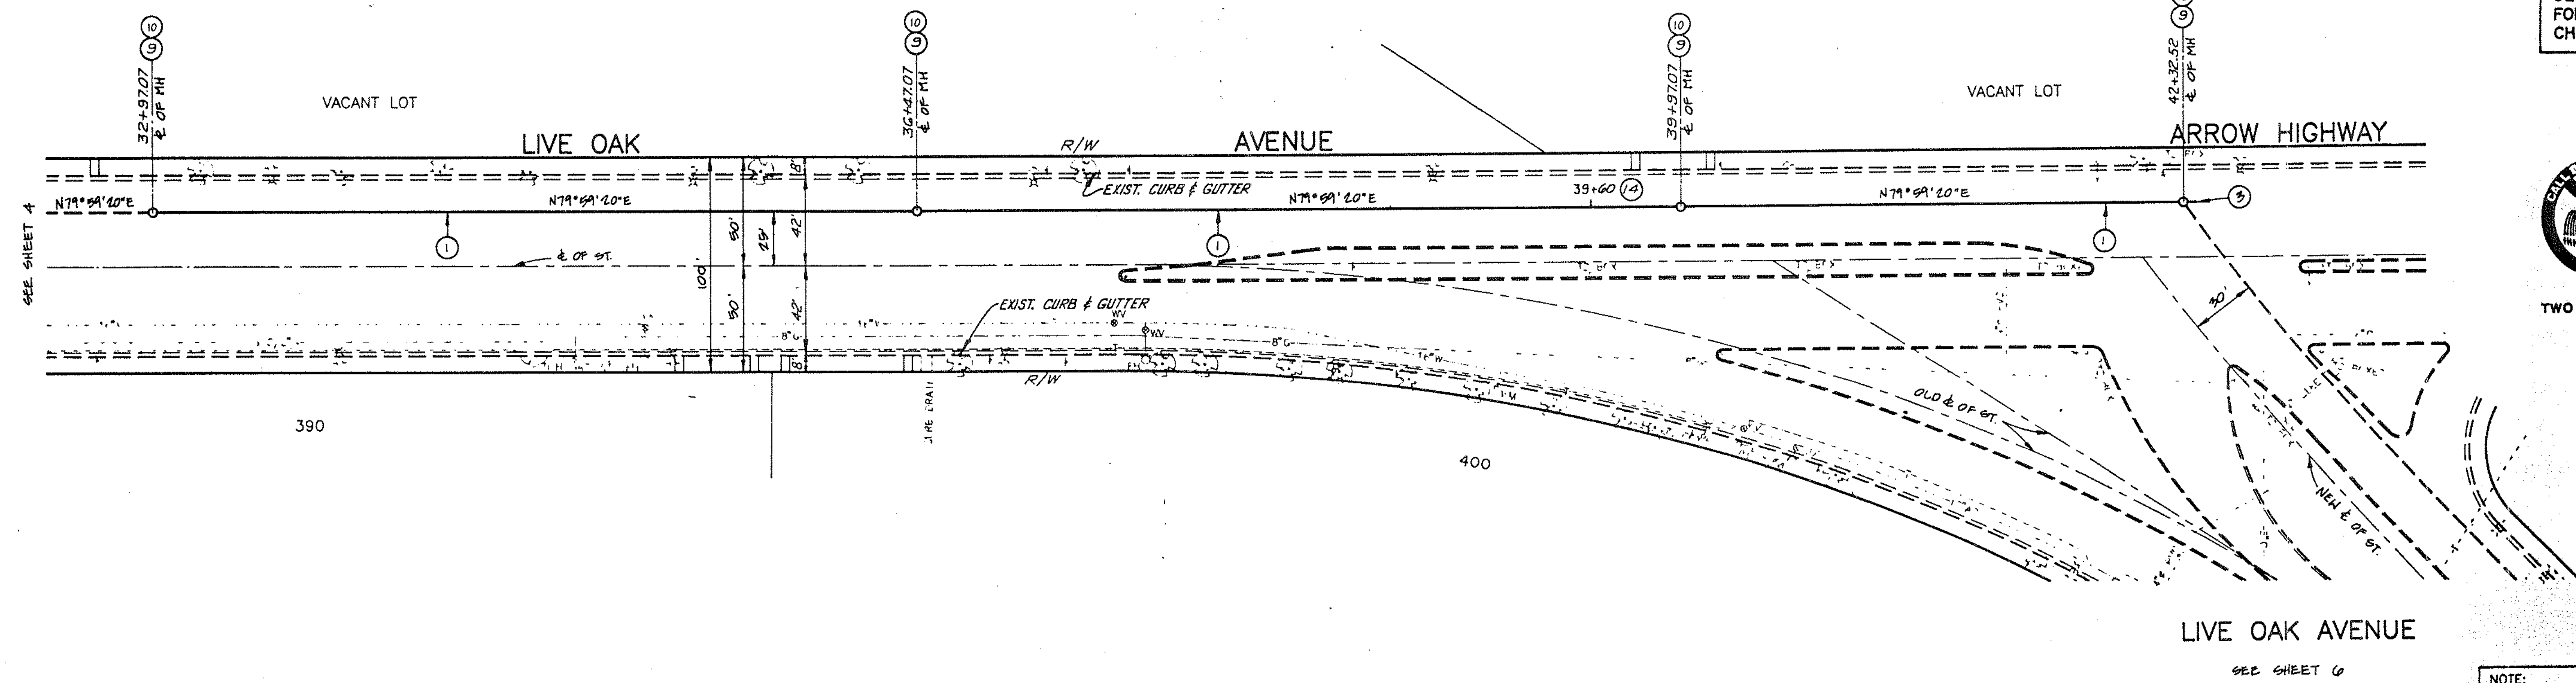 10
9
32+97.07
℄ OF MH
10
9
36+47.07
℄ OF MH
10
9
39+97.07
℄ OF MH
9
42+32.52
℄ OF MH
FO
CH
VACANT LOT
VACANT LOT
LIVE OAK
R/W
AVENUE
ARROW HIGHWAY
EXIST. CURB & GUTTER
39+60 14
N79°59'20"E
N79°59'20"E
N79°59'20"E
N79°59'20"E
3
SEE SHEET 4
1
1
1
℄ OF ST.
100'
50'
50'
42'
42'
8'
8'
30'
EXIST. CURB & GUTTER
WV
WV
8"G
8"G
16"W
R/W
TWO
OLD ℄ OF ST.
NEW ℄ OF ST.
390
400
LIVE OAK AVENUE
SEE SHEET 6
NOTE: